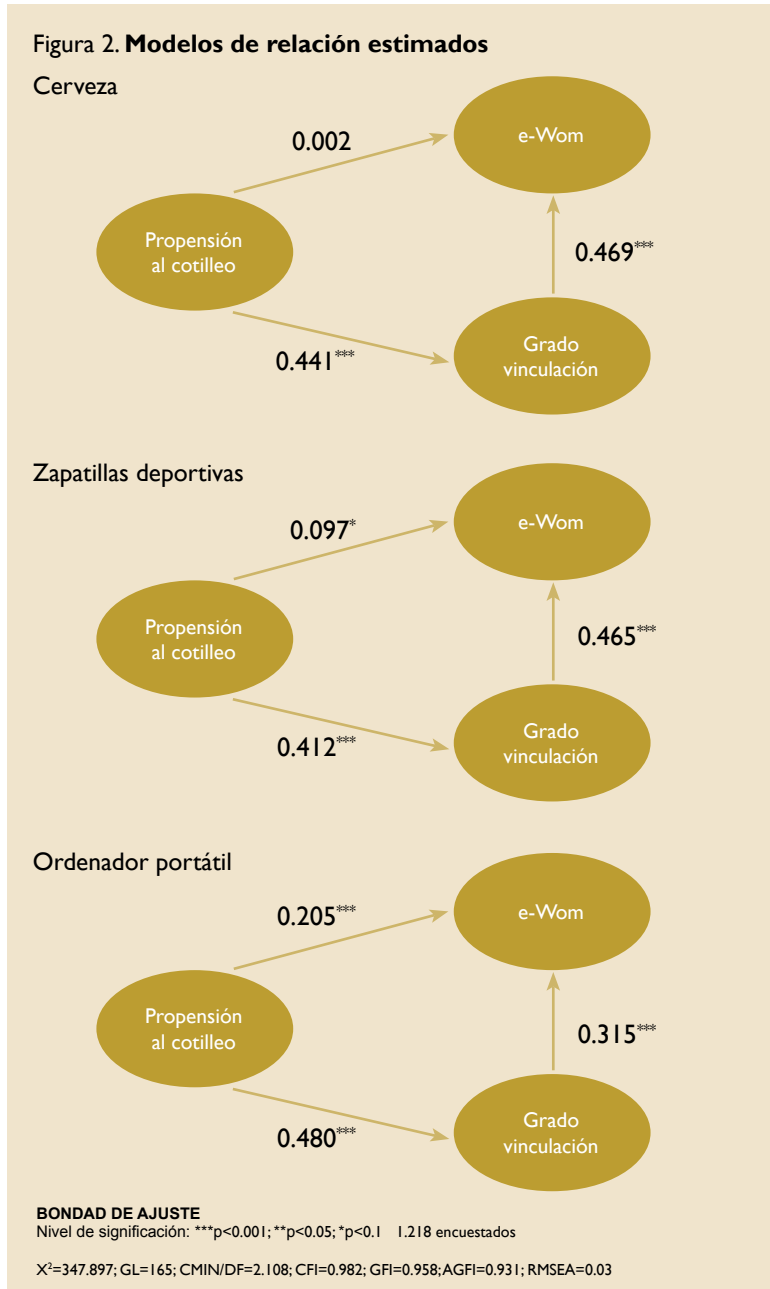 Figura 2. Modelos de relación estimados
Cerveza
e-Wom
0.002
Propensión
al cotilleo
0.469***
Grado
vinculación
0.441***
Zapatillas deportivas
e-Wom
0.097*
Propensión
al cotilleo
0.465***
Grado
vinculación
0.412***
Ordenador portátil
e-Wom
0.205***
Propensión
al cotilleo
0.315***
Grado
vinculación
0.480***
BONDAD DE AJUSTE
Nivel de significación: ***p<0.001; **p<0.05; *p<0.1 1.218 encuestados
X²=347.897; GL=165; CMIN/DF=2.108; CFI=0.982; GFI=0.958; AGFI=0.931; RMSEA=0.03